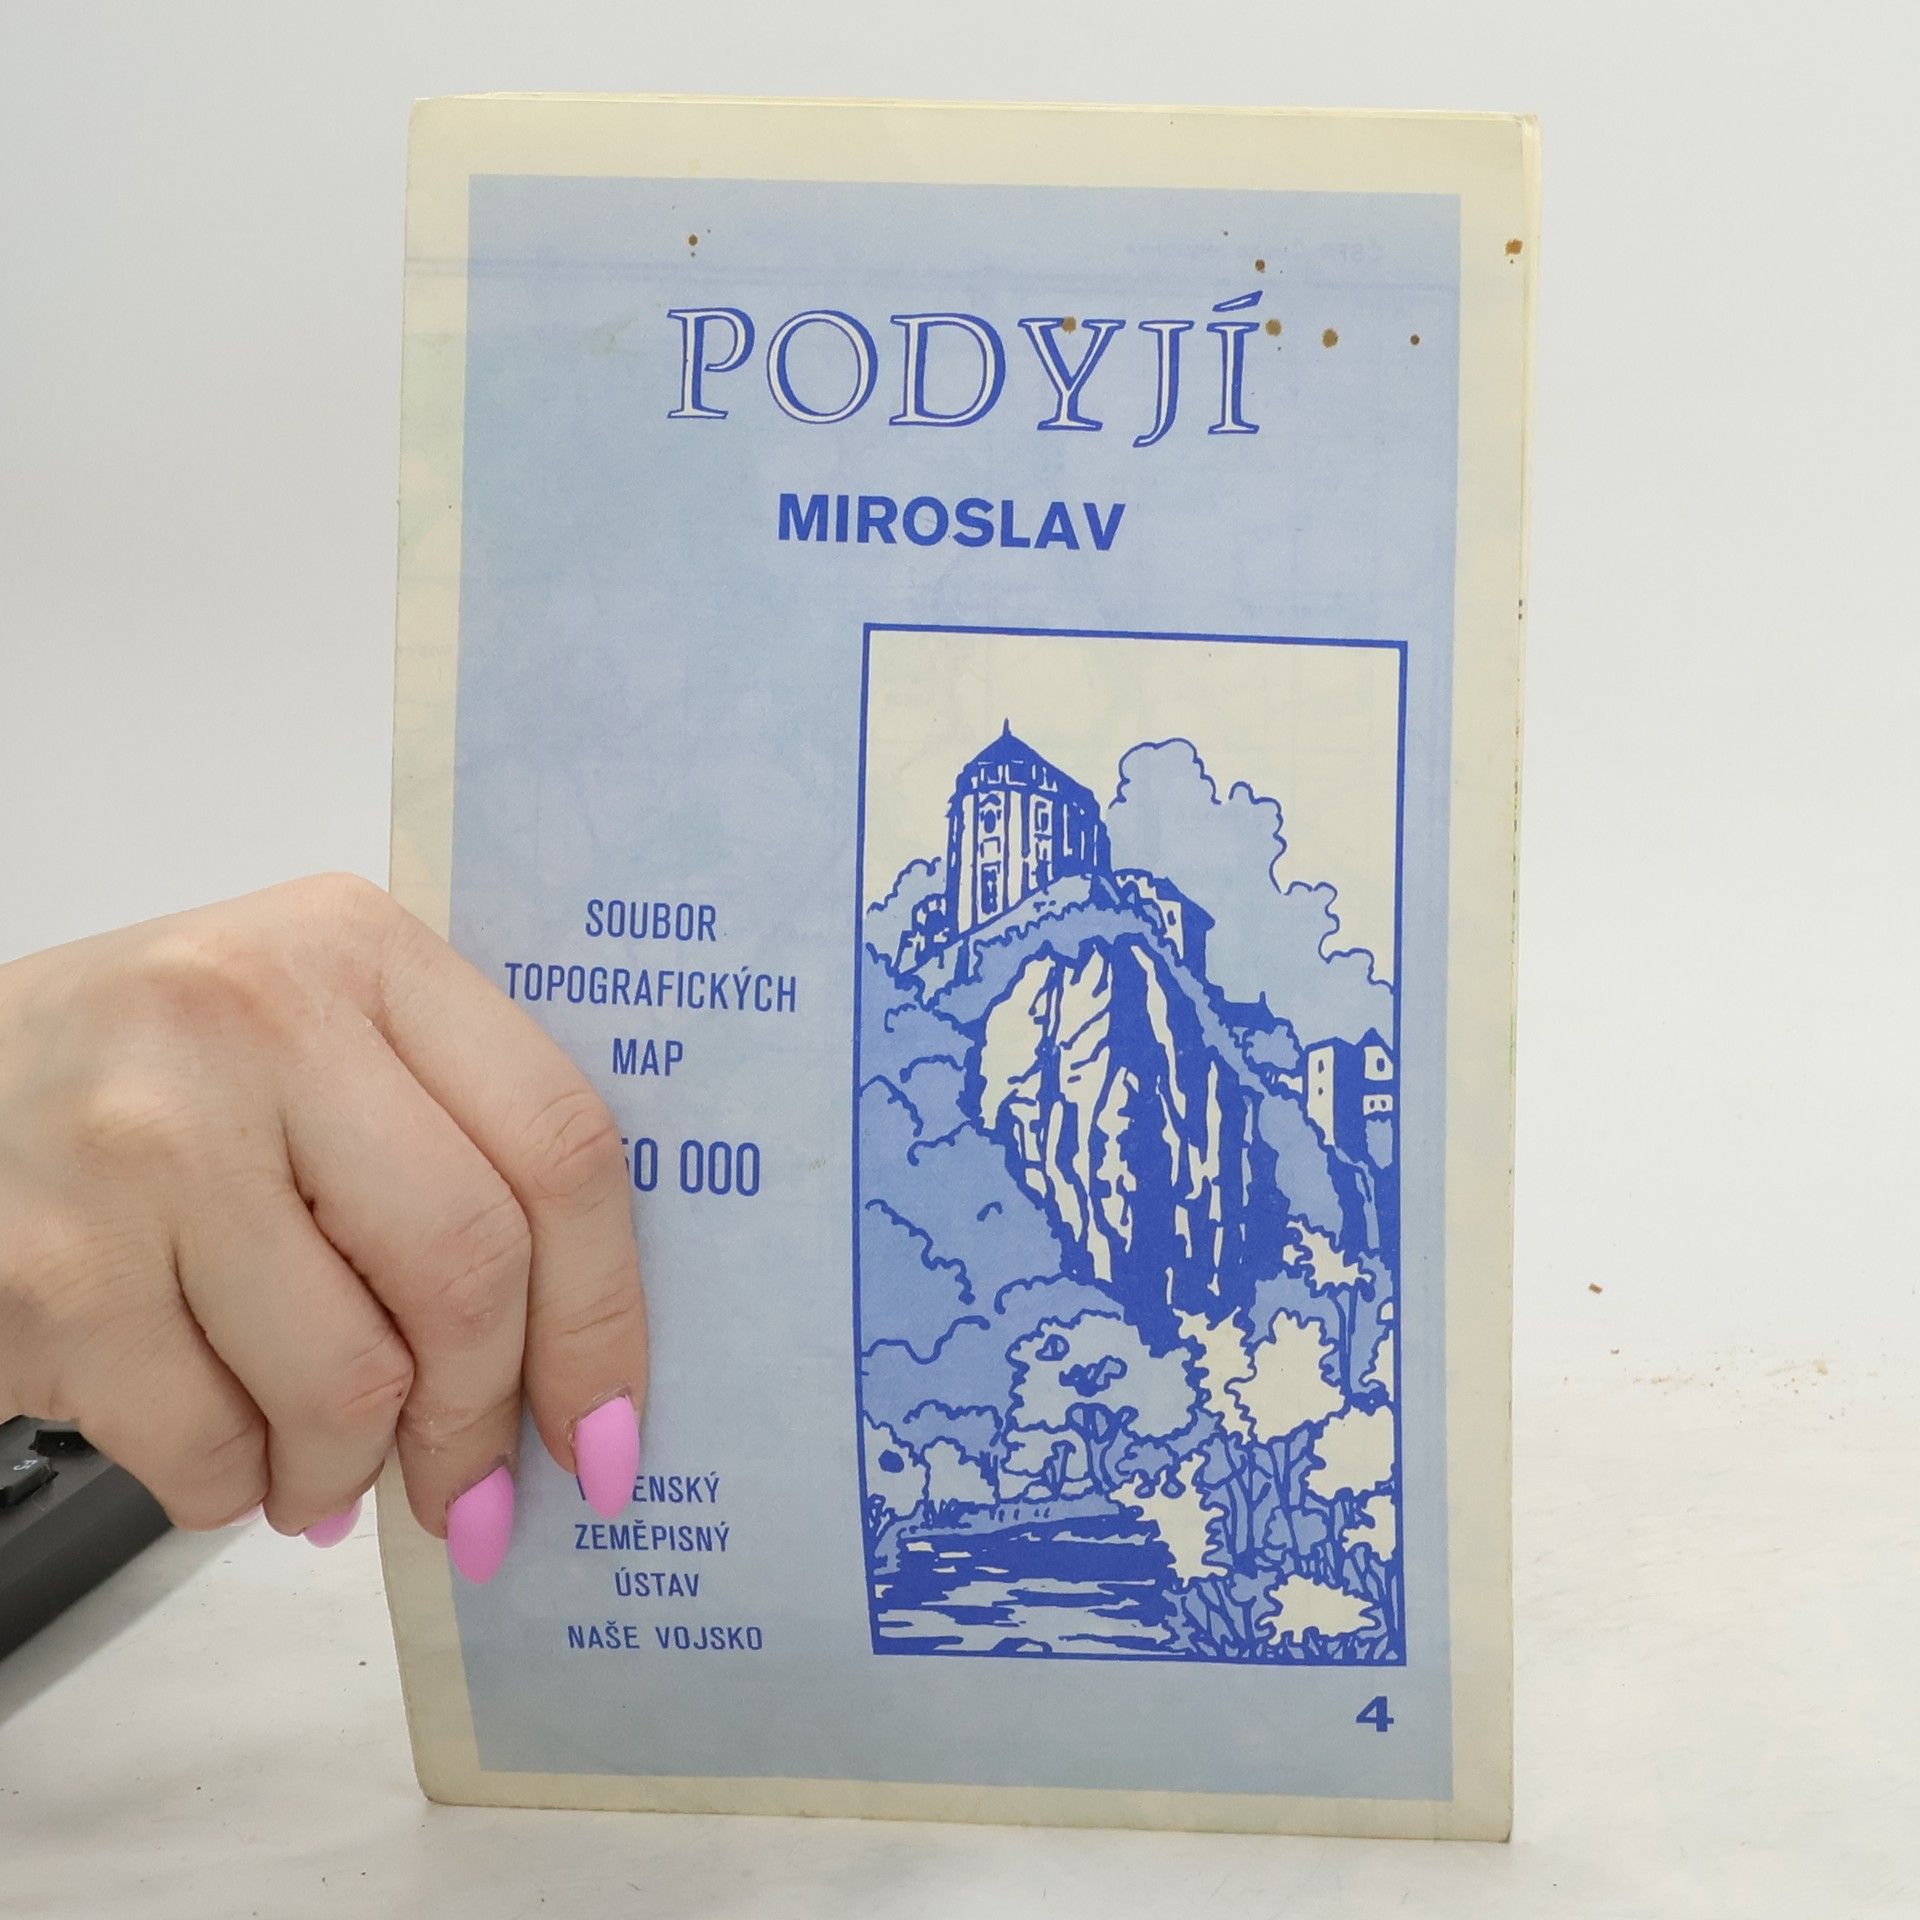 PODYJÍ
MIROSLAV
SOUBOR
TOPOGRAFICKÝCH
MAP
50 000
ZEMĚPISNÝ
ÚSTAV
NAŠE VOJSKO
4